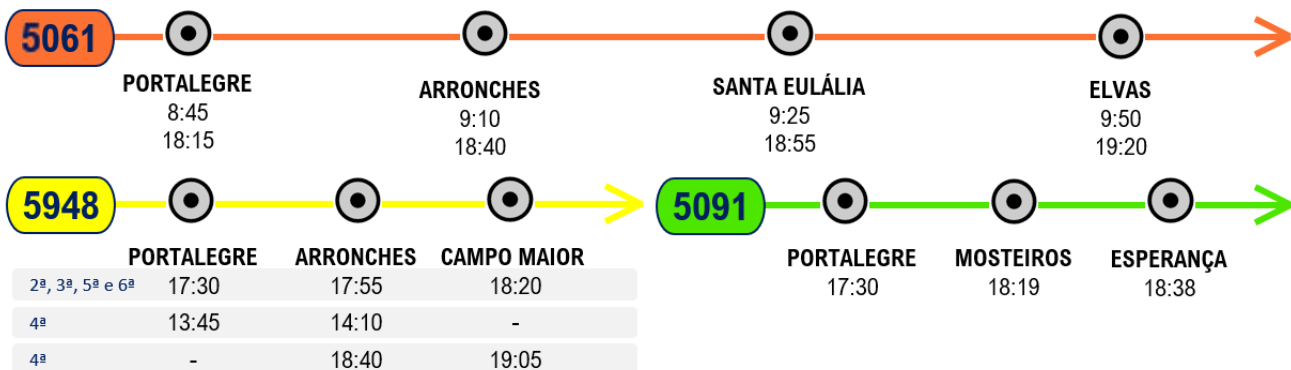 5061
PORTALEGRE ARRONCHES SANTA EULÁLIA ELVAS
8:45 9:10 9:25 9:50
18:15 18:40 18:55 19:20
5948
PORTALEGRE ARRONCHES CAMPO MAIOR
2ª, 3ª, 5ª e 6ª 17:30 17:55 18:20
4ª 13:45 14:10 -
4ª - 18:40 19:05
5091
PORTALEGRE MOSTEIROS ESPERANÇA
17:30 18:19 18:38